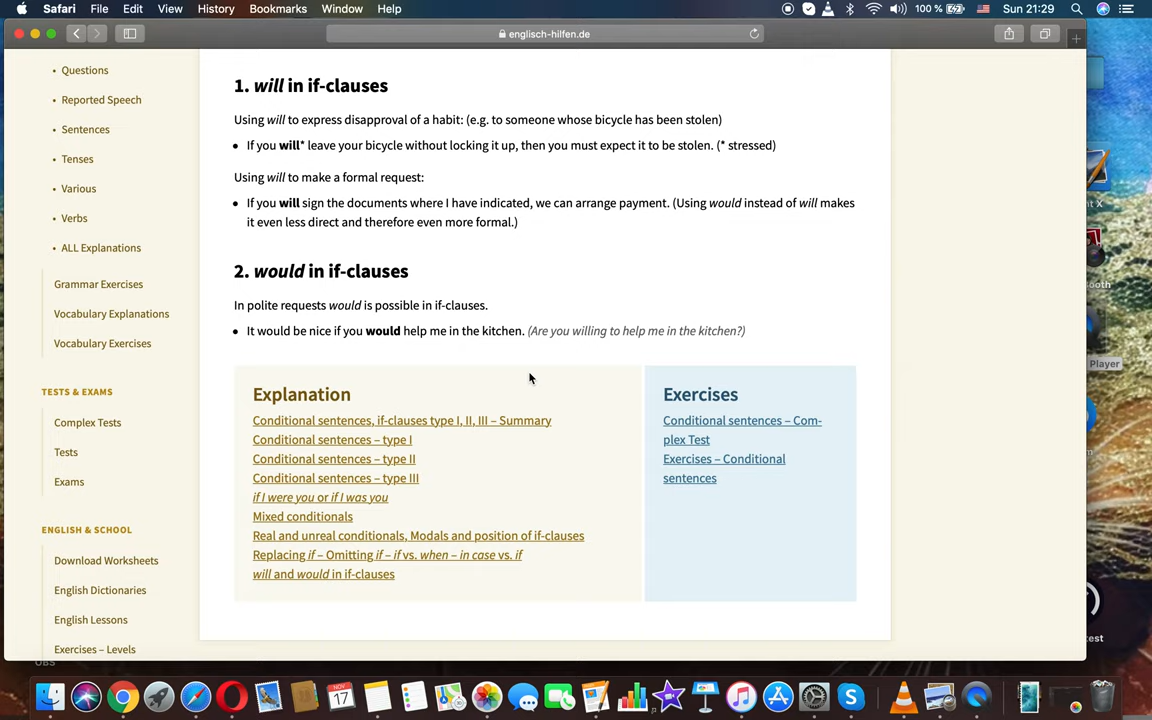 Safari File Edit View History Bookmarks Window Help 100 % Sun 21:29
englisch-hilfen.de
Questions
Reported Speech
Sentences
Tenses
Various
Verbs
ALL Explanations
Grammar Exercises
Vocabulary Explanations
Vocabulary Exercises
TESTS & EXAMS
Complex Tests
Tests
Exams
ENGLISH & SCHOOL
Download Worksheets
English Dictionaries
English Lessons
Exercises – Levels
1. will in if-clauses
Using will to express disapproval of a habit: (e.g. to someone whose bicycle has been stolen)
• If you will* leave your bicycle without locking it up, then you must expect it to be stolen. (* stressed)
Using will to make a formal request:
• If you will sign the documents where I have indicated, we can arrange payment. (Using would instead of will makes
it even less direct and therefore even more formal.)
2. would in if-clauses
In polite requests would is possible in if-clauses.
• It would be nice if you would help me in the kitchen. (Are you willing to help me in the kitchen?)
Explanation
Conditional sentences, if-clauses type I, II, III – Summary
Conditional sentences – type I
Conditional sentences – type II
Conditional sentences – type III
if I were you or if I was you
Mixed conditionals
Real and unreal conditionals, Modals and position of if-clauses
Replacing if – Omitting if – if vs. when – in case vs. if
will and would in if-clauses
Exercises
Conditional sentences – Com-
plex Test
Exercises – Conditional
sentences
Player
OBS
NOV
17